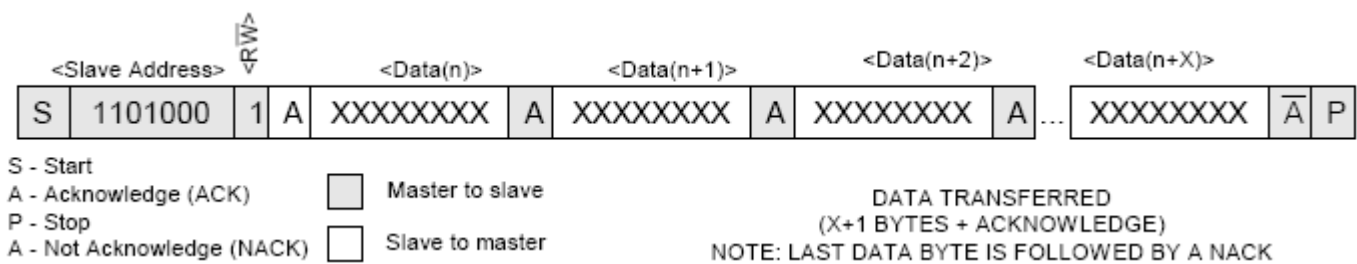 <Slave Address> <RW̅> <Data(n)> <Data(n+1)> <Data(n+2)> <Data(n+X)>
S 1101000 1 A XXXXXXXX A XXXXXXXX A XXXXXXXX A ... XXXXXXXX A̅ P
S - Start
A - Acknowledge (ACK)
P - Stop
A - Not Acknowledge (NACK)
Master to slave
Slave to master
DATA TRANSFERRED
(X+1 BYTES + ACKNOWLEDGE)
NOTE: LAST DATA BYTE IS FOLLOWED BY A NACK